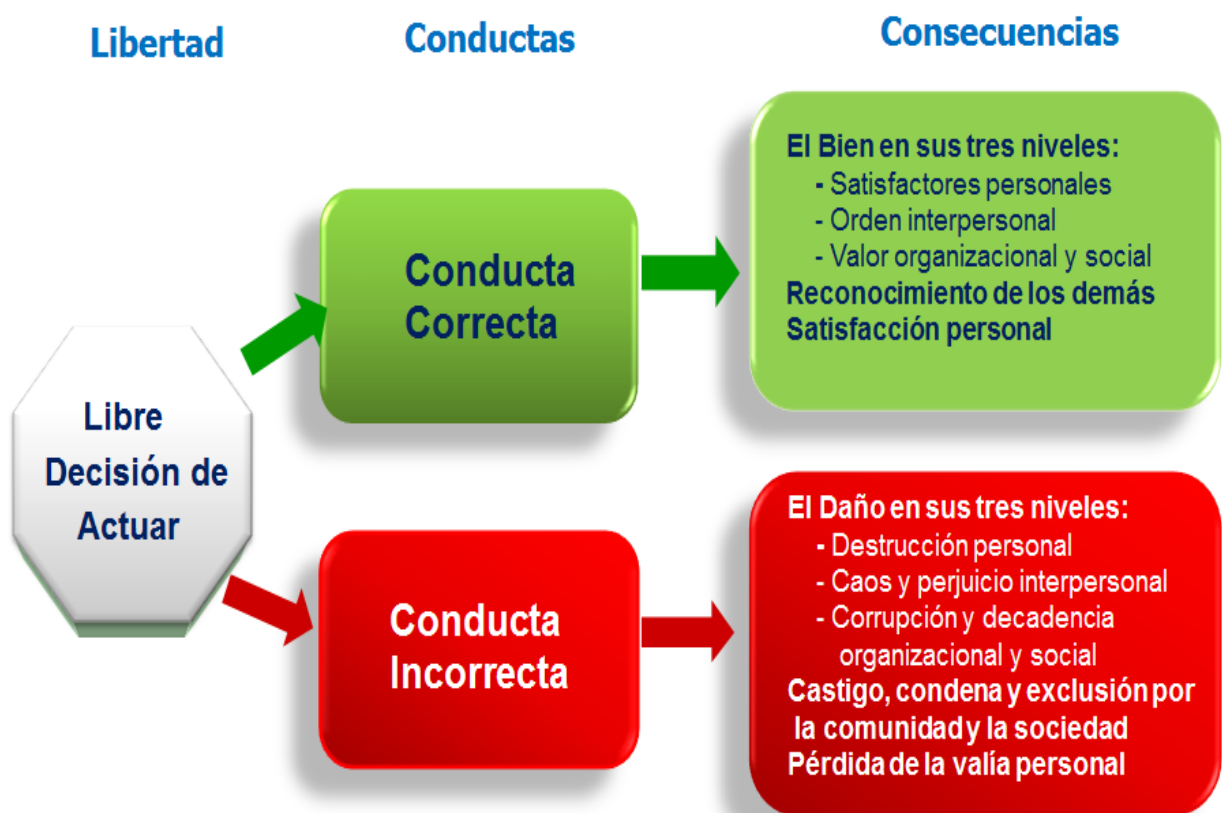 Libertad
Conductas
Consecuencias
Libre
Decisión de
Actuar
Conducta
Correcta
El Bien en sus tres niveles:
- Satisfactores personales
- Orden interpersonal
- Valor organizacional y social
Reconocimiento de los demás
Satisfacción personal
Conducta
Incorrecta
El Daño en sus tres niveles:
- Destrucción personal
- Caos y perjuicio interpersonal
- Corrupción y decadencia
organizacional y social
Castigo, condena y exclusión por
la comunidad y la sociedad
Pérdida de la valía personal